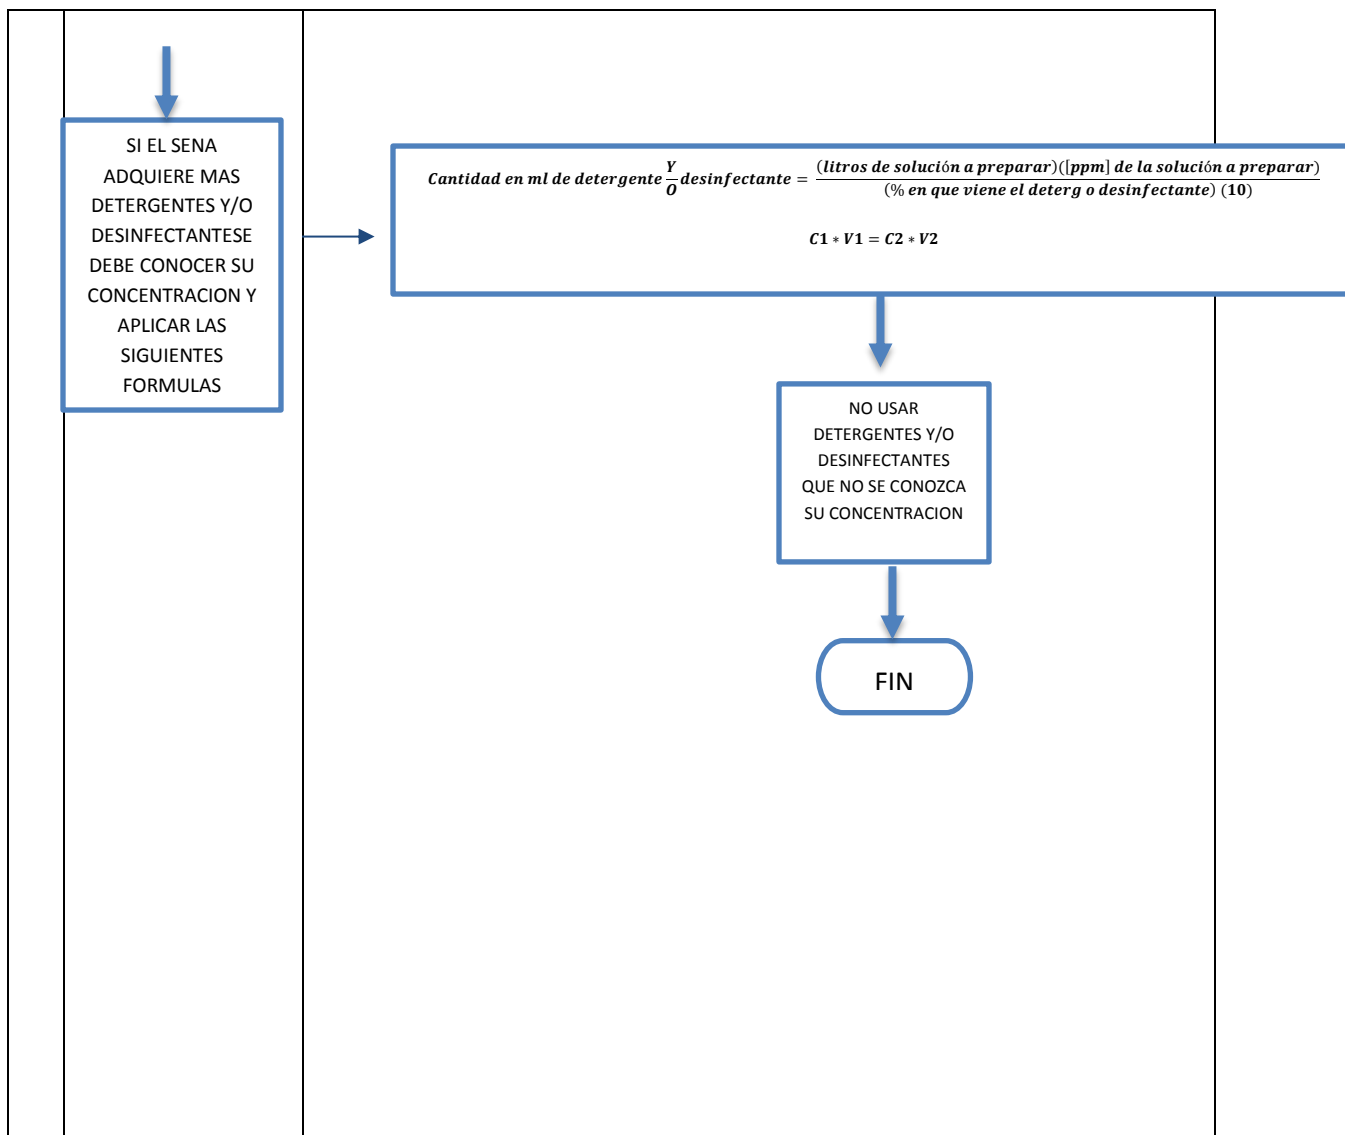 SI EL SENA
ADQUIERE MAS
DETERGENTES Y/O
DESINFECTANTESE
DEBE CONOCER SU
CONCENTRACION Y
APLICAR LAS
SIGUIENTES
FORMULAS
Cantidad en ml de detergente Y/O desinfectante = (litros de solución a preparar)([ppm] de la solución a preparar) / (% en que viene el deterg o desinfectante) (10)
C1 * V1 = C2 * V2
NO USAR
DETERGENTES Y/O
DESINFECTANTES
QUE NO SE CONOZCA
SU CONCENTRACION
FIN